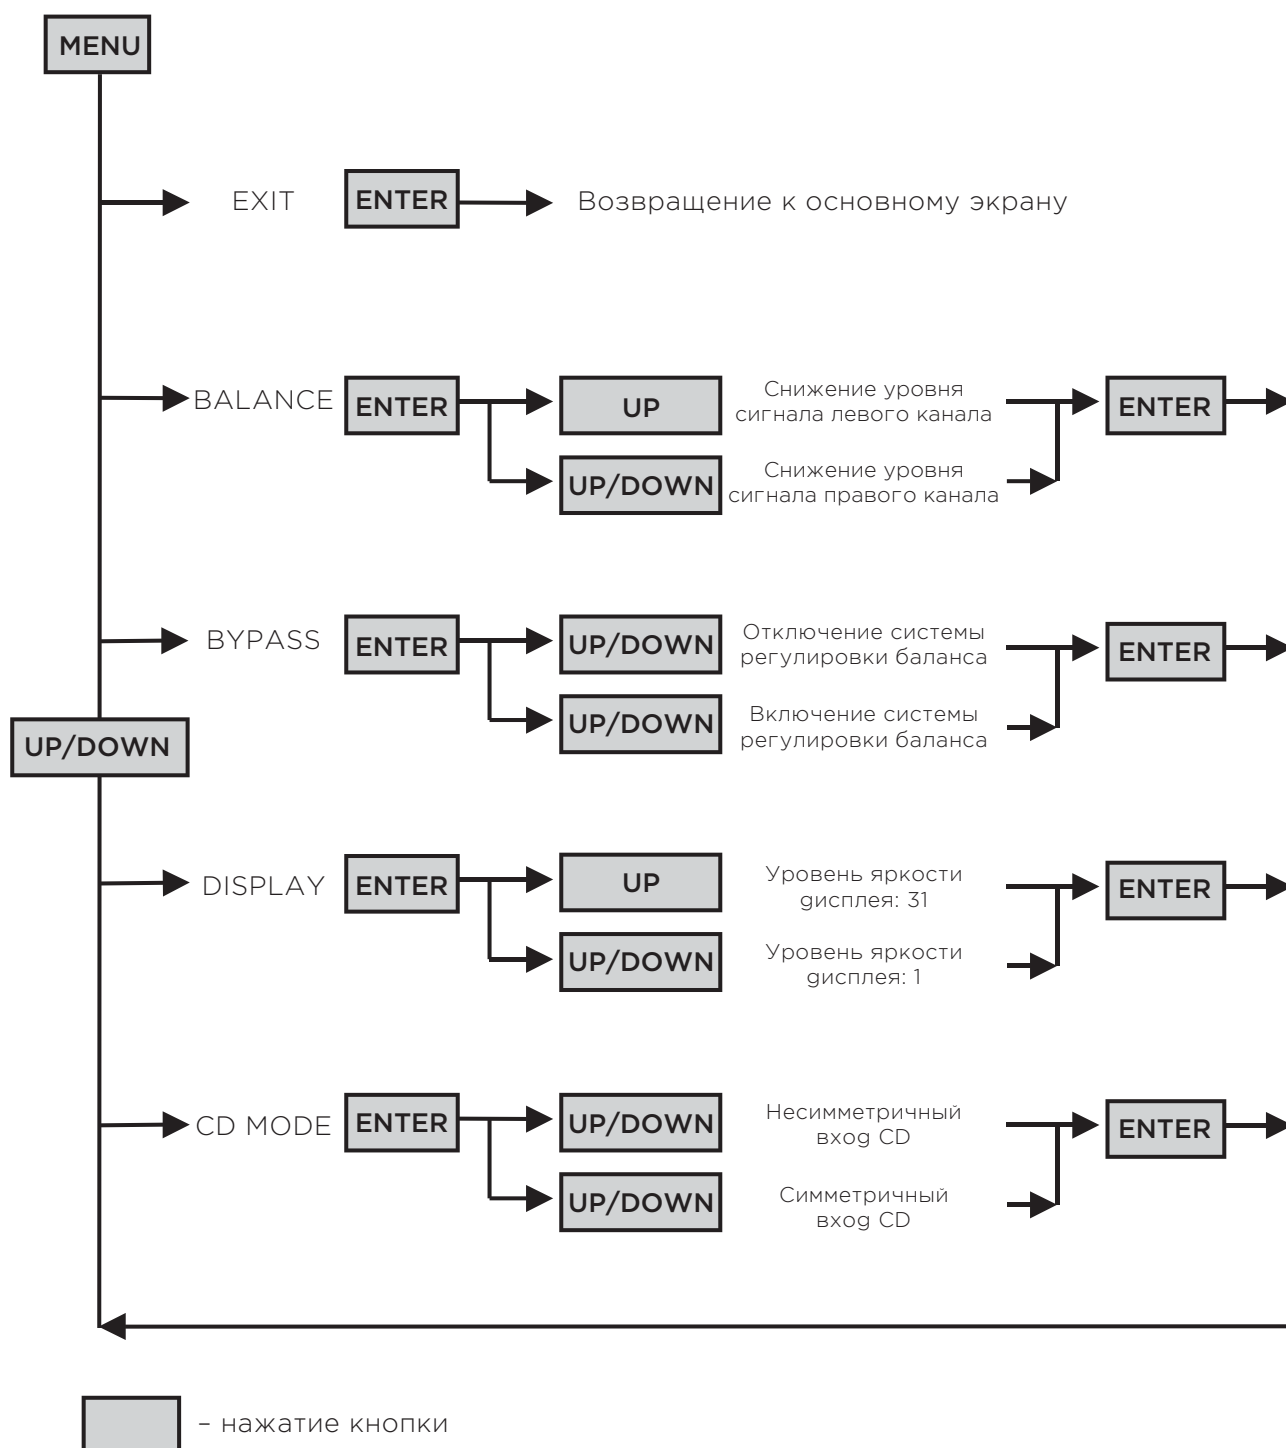 MENU
EXIT ENTER Возвращение к основному экрану
BALANCE ENTER UP Снижение уровня
сигнала левого канала ENTER
UP/DOWN Снижение уровня
сигнала правого канала
BYPASS ENTER UP/DOWN Отключение системы
регулировки баланса ENTER
UP/DOWN Включение системы
регулировки баланса
UP/DOWN
DISPLAY ENTER UP Уровень яркости
дисплея: 31 ENTER
UP/DOWN Уровень яркости
дисплея: 1
CD MODE ENTER UP/DOWN Несимметричный
вход CD ENTER
UP/DOWN Симметричный
вход CD
– нажатие кнопки